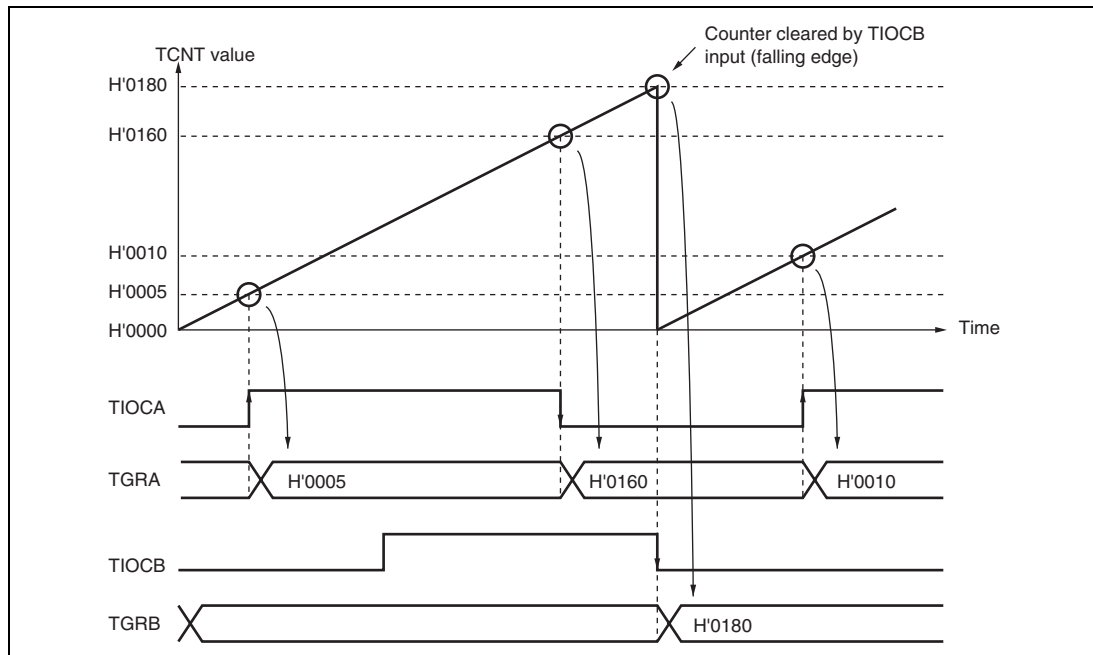 Counter cleared by TIOCB
input (falling edge)
TCNT value
H'0180
H'0160
H'0010
H'0005
H'0000
Time
TIOCA
TGRA
H'0005
H'0160
H'0010
TIOCB
TGRB
H'0180